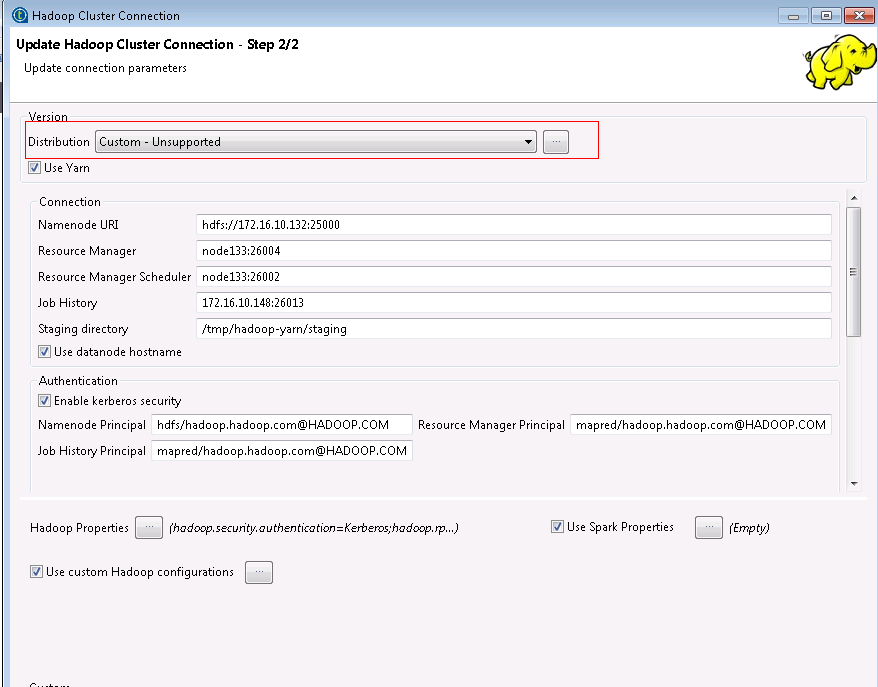 Hadoop Cluster Connection
Update Hadoop Cluster Connection - Step 2/2
Update connection parameters
Version
Distribution Custom - Unsupported ...
Use Yarn
Connection
Namenode URI hdfs://172.16.10.132:25000
Resource Manager node133:26004
Resource Manager Scheduler node133:26002
Job History 172.16.10.148:26013
Staging directory /tmp/hadoop-yarn/staging
Use datanode hostname
Authentication
Enable kerberos security
Namenode Principal hdfs/hadoop.hadoop.com@HADOOP.COM Resource Manager Principal mapred/hadoop.hadoop.com@HADOOP.COM
Job History Principal mapred/hadoop.hadoop.com@HADOOP.COM
Hadoop Properties ... (hadoop.security.authentication=Kerberos;hadoop.rp...) Use Spark Properties ... (Empty)
Use custom Hadoop configurations ...
Custom